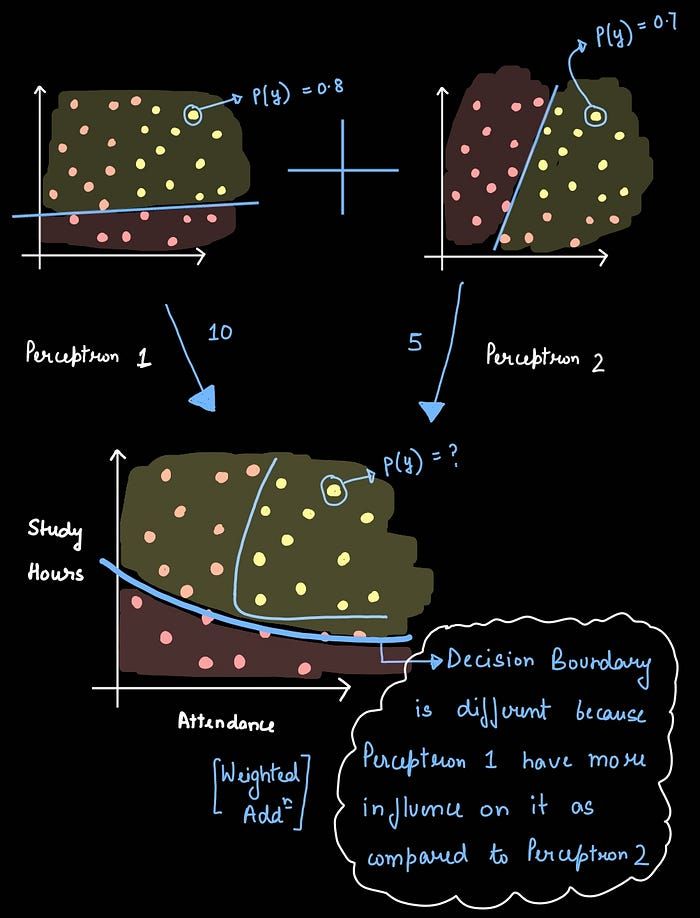 P(y) = 0.8
P(y) = 0.7
10
5
Perceptron 1
Perceptron 2
P(y) = ?
Study
Hours
Attendance
[Weighted
Addⁿ]
Decision Boundary
is different because
Perceptron 1 have more
influence on it as
compared to Perceptron 2